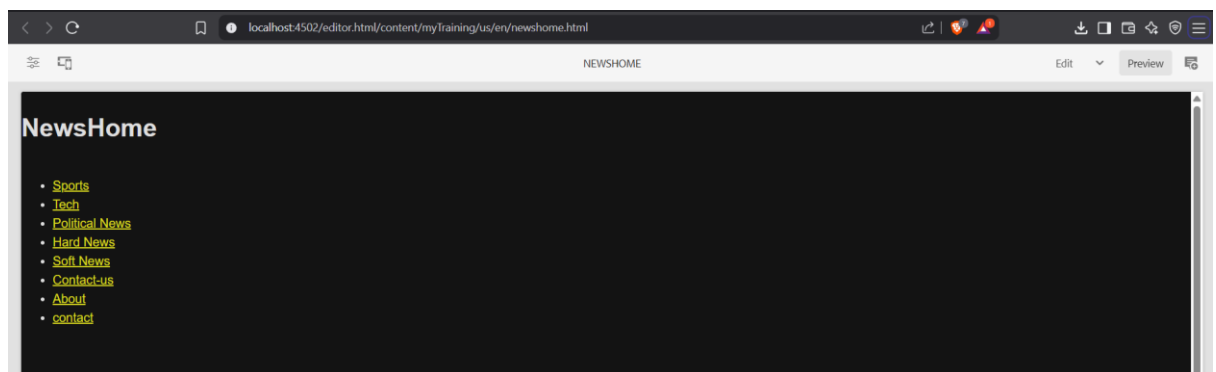 localhost:4502/editor.html/content/myTraining/us/en/newshome.html
NEWSHOME
Edit
Preview
NewsHome
Sports
Tech
Political News
Hard News
Soft News
Contact-us
About
contact